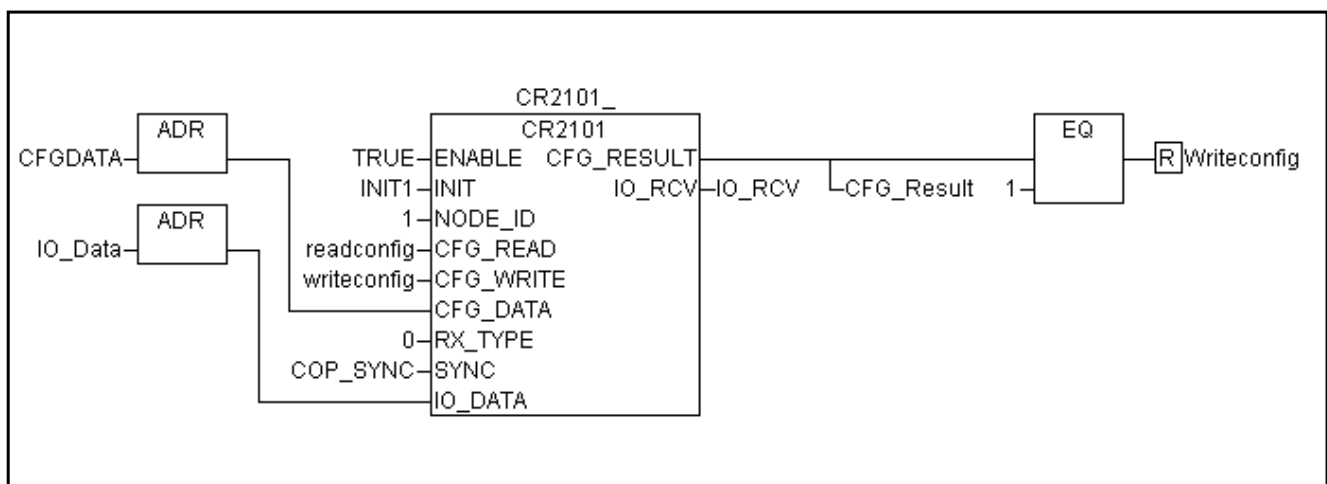 CR2101_
ADR
CR2101
EQ
CFGDATA
TRUE
ENABLE
CFG_RESULT
R
Writeconfig
INIT1
INIT
IO_RCV
IO_RCV
CFG_Result
1
ADR
1
NODE_ID
IO_Data
readconfig
CFG_READ
writeconfig
CFG_WRITE
CFG_DATA
0
RX_TYPE
COP_SYNC
SYNC
IO_DATA